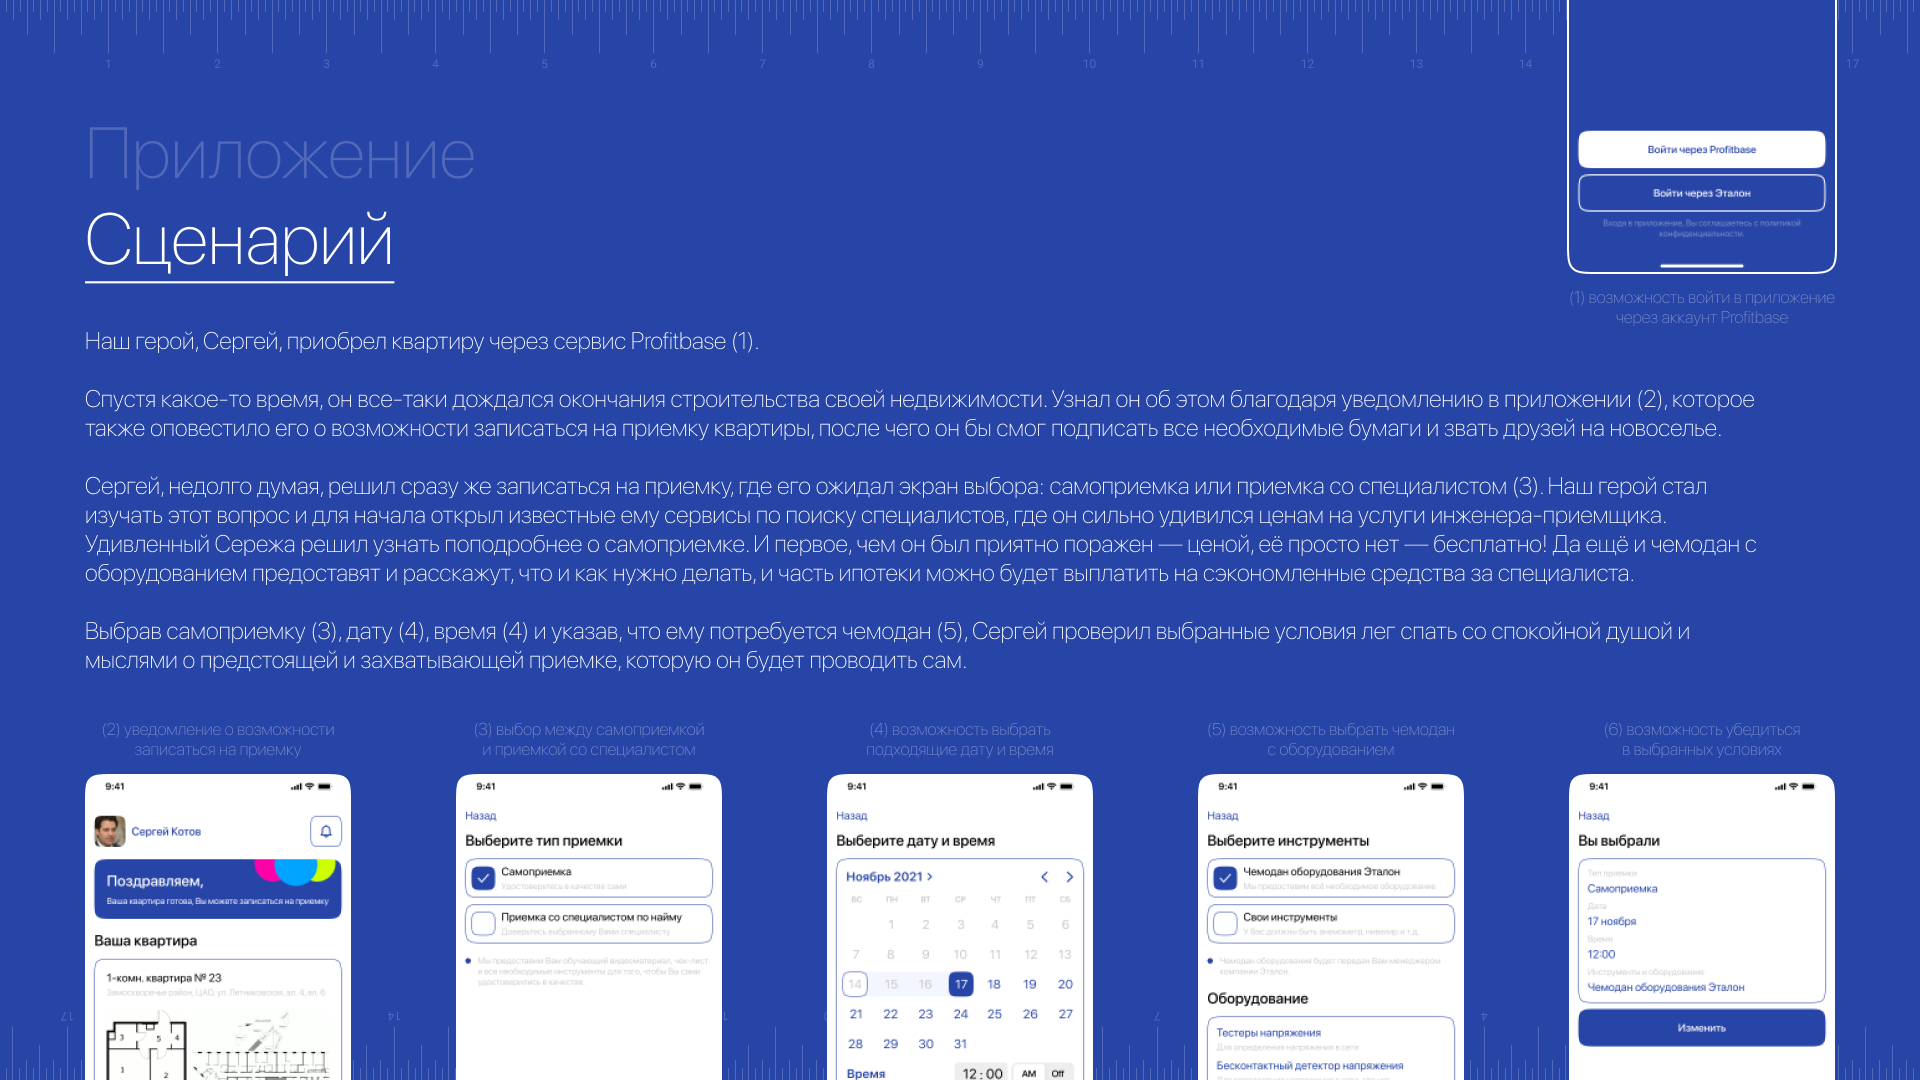 1 2 3 4 5 6 7 8 9 10 11 12 13 14 17
Приложение
Сценарий
Войти через Profitbase
Войти через Эталон
Входя в приложение, Вы соглашаетесь с политикой
конфиденциальности.
(1) возможность войти в приложение
через аккаунт Profitbase
Наш герой, Сергей, приобрел квартиру через сервис Profitbase (1).
Спустя какое-то время, он все-таки дождался окончания строительства своей недвижимости. Узнал он об этом благодаря уведомлению в приложении (2), которое
также оповестило его о возможности записаться на приемку квартиры, после чего он бы смог подписать все необходимые бумаги и звать друзей на новоселье.
Сергей, недолго думая, решил сразу же записаться на приемку, где его ожидал экран выбора: самоприемка или приемка со специалистом (3). Наш герой стал
изучать этот вопрос и для начала открыл известные ему сервисы по поиску специалистов, где он сильно удивился ценам на услуги инженера-приемщика.
Удивленный Сережа решил узнать поподробнее о самоприемке. И первое, чем он был приятно поражен — ценой, её просто нет — бесплатно! Да ещё и чемодан с
оборудованием предоставят и расскажут, что и как нужно делать, и часть ипотеки можно будет выплатить на сэкономленные средства за специалиста.
Выбрав самоприемку (3), дату (4), время (4) и указав, что ему потребуется чемодан (5), Сергей проверил выбранные условия лег спать со спокойной душой и
мыслями о предстоящей и захватывающей приемке, которую он будет проводить сам.
(2) уведомление о возможности
записаться на приемку
9:41
Сергей Котов
Поздравляем,
Ваша квартира готова, Вы можете записаться на приемку
Ваша квартира
1-комн. квартира № 23
Замоскворечье район, ЦАО, ул. Летниковская, вл. 4, вл. 6
3 5 4
1 2
(3) выбор между самоприемкой
и приемкой со специалистом
9:41
Назад
Выберите тип приемки
Самоприемка
Удостоверьтесь в качестве сами
Приемка со специалистом по найму
Доверьтесь выбранному Вами специалисту
Мы предоставим Вам обучающий видеоматериал, чек-лист
и все необходимые инструменты для того, чтобы Вы сами
удостоверились в качестве.
(4) возможность выбрать
подходящие дату и время
9:41
Назад
Выберите дату и время
Ноябрь 2021
ВС ПН ВТ СР ЧТ ПТ СБ
1 2 3 4 5 6
7 8 9 10 11 12 13
14 15 16 17 18 19 20
21 22 23 24 25 26 27
28 29 30 31
Время 12:00 AM Off
(5) возможность выбрать чемодан
с оборудованием
9:41
Назад
Выберите инструменты
Чемодан оборудования Эталон
Мы предоставим всё необходимое оборудование
Свои инструменты
У Вас должны быть анемометр, нивелир и т.д.
Чемодан оборудования будет передан Вам менеджером
компании Эталон.
Оборудование
Тестеры напряжения
Для определения напряжения в сети
Бесконтактный детектор напряжения
(6) возможность убедиться
в выбранных условиях
9:41
Назад
Вы выбрали
Тип приемки
Самоприемка
Дата
17 ноября
Время
12:00
Инструменты и оборудование
Чемодан оборудования Эталон
Изменить
17 14 7 4